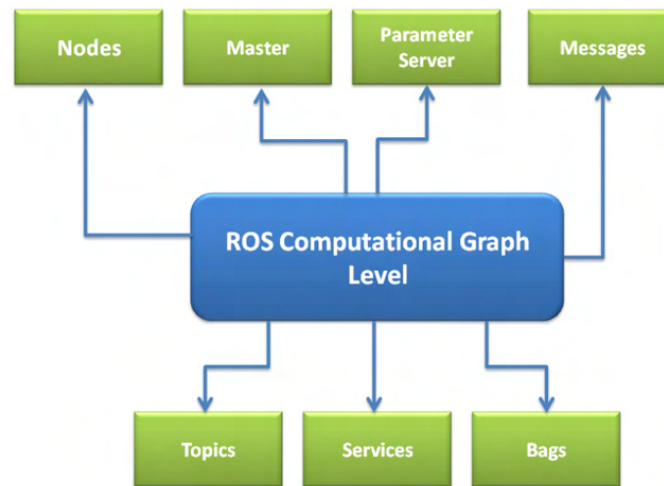 Nodes
Master
Parameter
Server
Messages
ROS Computational Graph
Level
Topics
Services
Bags